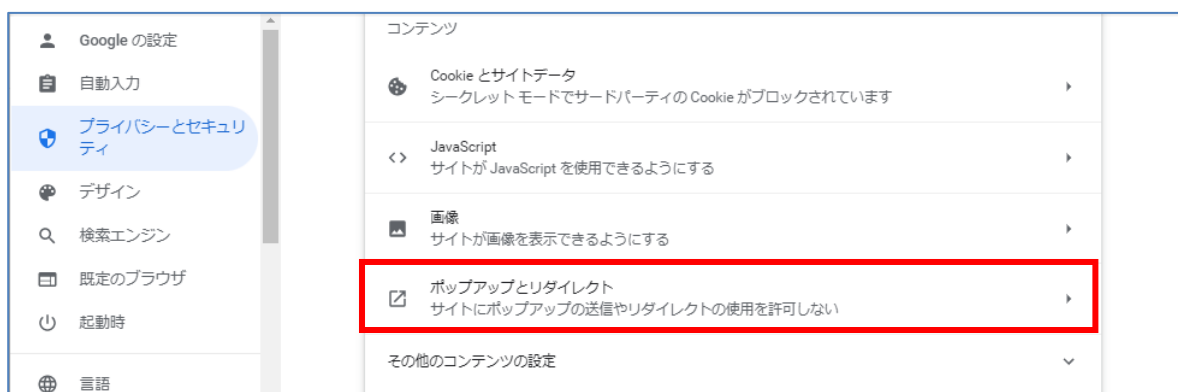 Google の設定
自動入力
プライバシーとセキュリ
ティ
デザイン
検索エンジン
既定のブラウザ
起動時
言語
コンテンツ
Cookie とサイトデータ
シークレット モードでサードパーティの Cookie がブロックされています
JavaScript
サイトが JavaScript を使用できるようにする
画像
サイトが画像を表示できるようにする
ポップアップとリダイレクト
サイトにポップアップの送信やリダイレクトの使用を許可しない
その他のコンテンツの設定